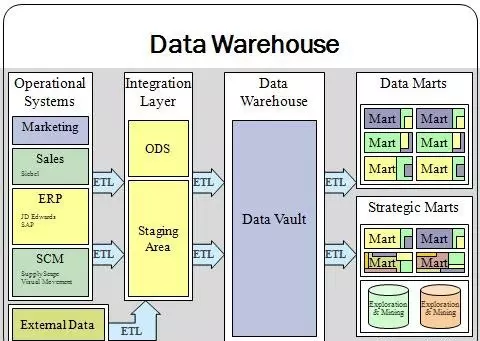 Data Warehouse
Operational
Systems
Marketing
Sales
Siebel
ERP
JD Edwards
SAP
SCM
SupplyScape
Visual Movement
External Data
ETL
ETL
ETL
Integration
Layer
ODS
Staging
Area
ETL
ETL
Data
Warehouse
Data Vault
ETL
ETL
Data Marts
Mart Mart
Mart Mart
Mart Mart
Strategic Marts
Mart Mart
Mart Mart
Exploration
& Mining
Exploration
& Mining